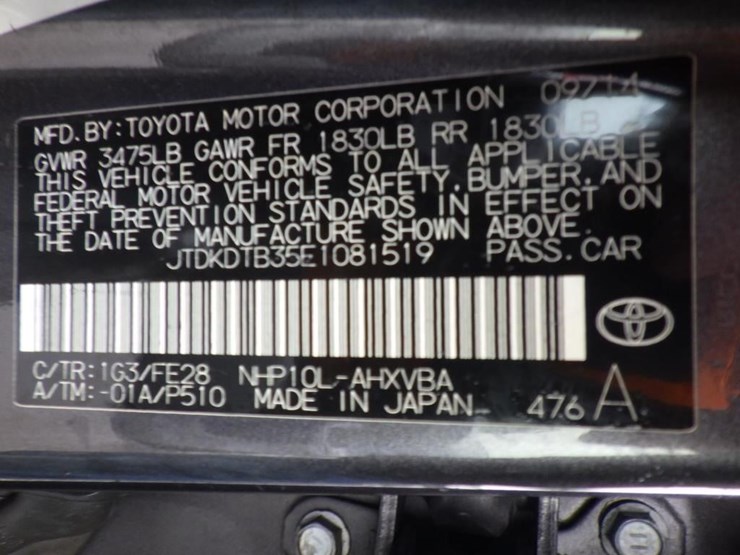 MFD. BY: TOYOTA MOTOR CORPORATION 09/14
GVWR 3475LB GAWR FR 1830LB RR 1830LB
THIS VEHICLE CONFORMS TO ALL APPLICABLE
FEDERAL MOTOR VEHICLE SAFETY, BUMPER, AND
THEFT PREVENTION STANDARDS IN EFFECT ON
THE DATE OF MANUFACTURE SHOWN ABOVE.
JTDKDTB35E1081519 PASS. CAR
C/TR: 1G3/FE28 NHP10L-AHXVBA
A/TM: -01A/P510 MADE IN JAPAN 476 A